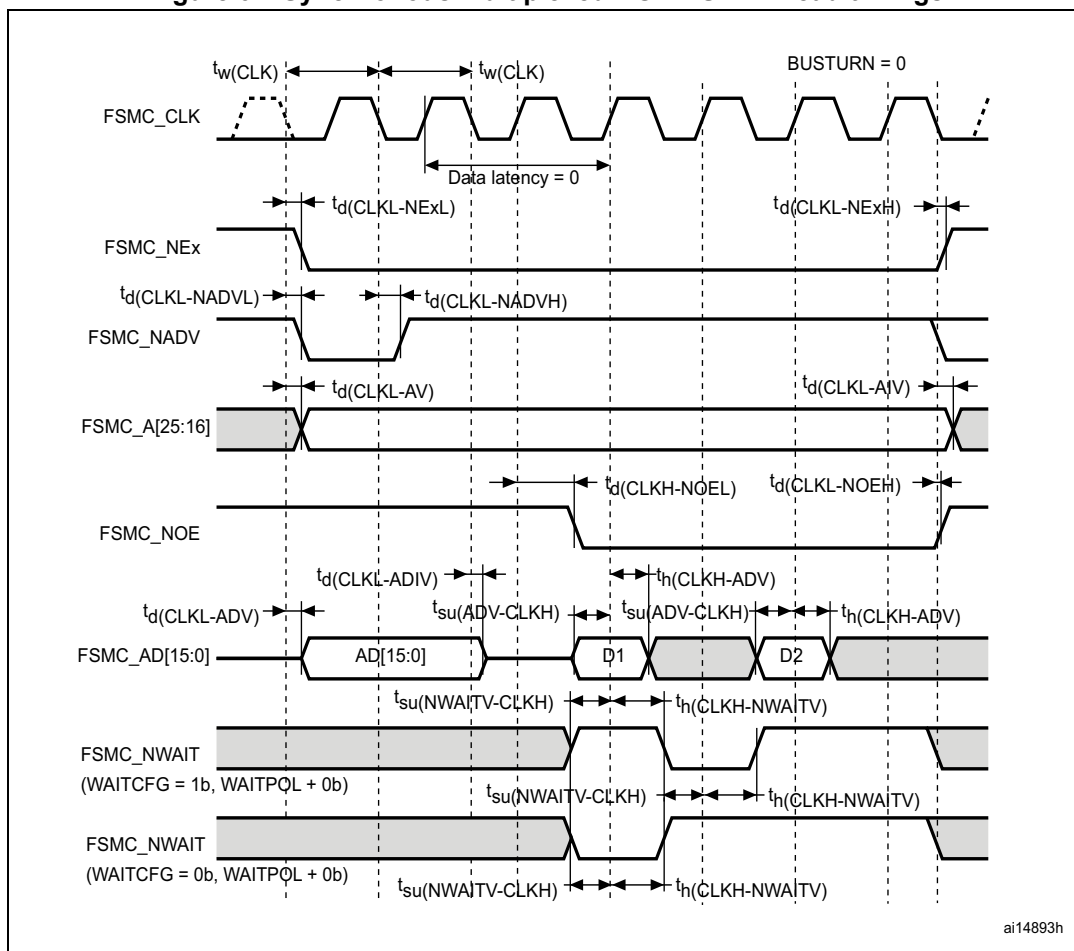 BUSTURN = 0
tw(CLK) tw(CLK)
FSMC_CLK
Data latency = 0
td(CLKL-NExL) td(CLKL-NExH)
FSMC_NEx
td(CLKL-NADVL) td(CLKL-NADVH)
FSMC_NADV
td(CLKL-AV) td(CLKL-AIV)
FSMC_A[25:16]
td(CLKH-NOEL) td(CLKL-NOEH)
FSMC_NOE
td(CLKL-ADIV) th(CLKH-ADV)
td(CLKL-ADV) tsu(ADV-CLKH) tsu(ADV-CLKH) th(CLKH-ADV)
FSMC_AD[15:0] AD[15:0] D1 D2
tsu(NWAITV-CLKH) th(CLKH-NWAITV)
FSMC_NWAIT
(WAITCFG = 1b, WAITPOL + 0b)
tsu(NWAITV-CLKH) th(CLKH-NWAITV)
FSMC_NWAIT
(WAITCFG = 0b, WAITPOL + 0b)
tsu(NWAITV-CLKH) th(CLKH-NWAITV)
ai14893h